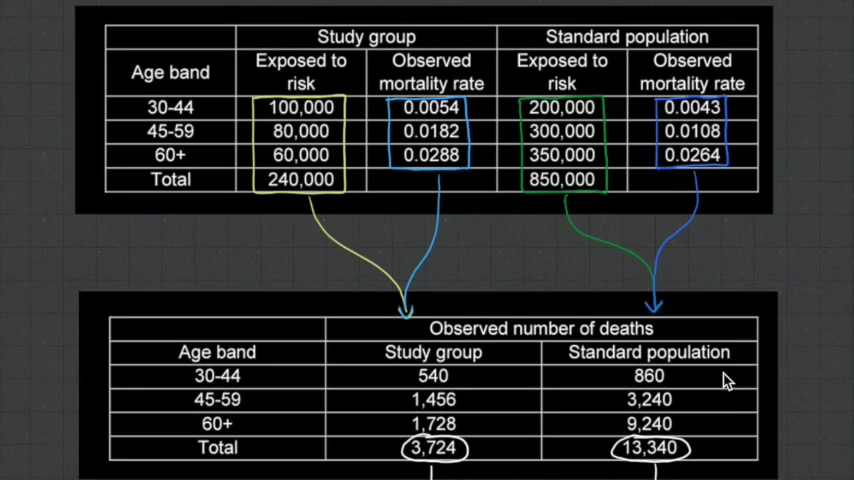 Study group Standard population
Age band Exposed to risk Observed mortality rate Exposed to risk Observed mortality rate
30-44 100,000 0.0054 200,000 0.0043
45-59 80,000 0.0182 300,000 0.0108
60+ 60,000 0.0288 350,000 0.0264
Total 240,000 850,000
Observed number of deaths
Age band Study group Standard population
30-44 540 860
45-59 1,456 3,240
60+ 1,728 9,240
Total 3,724 13,340